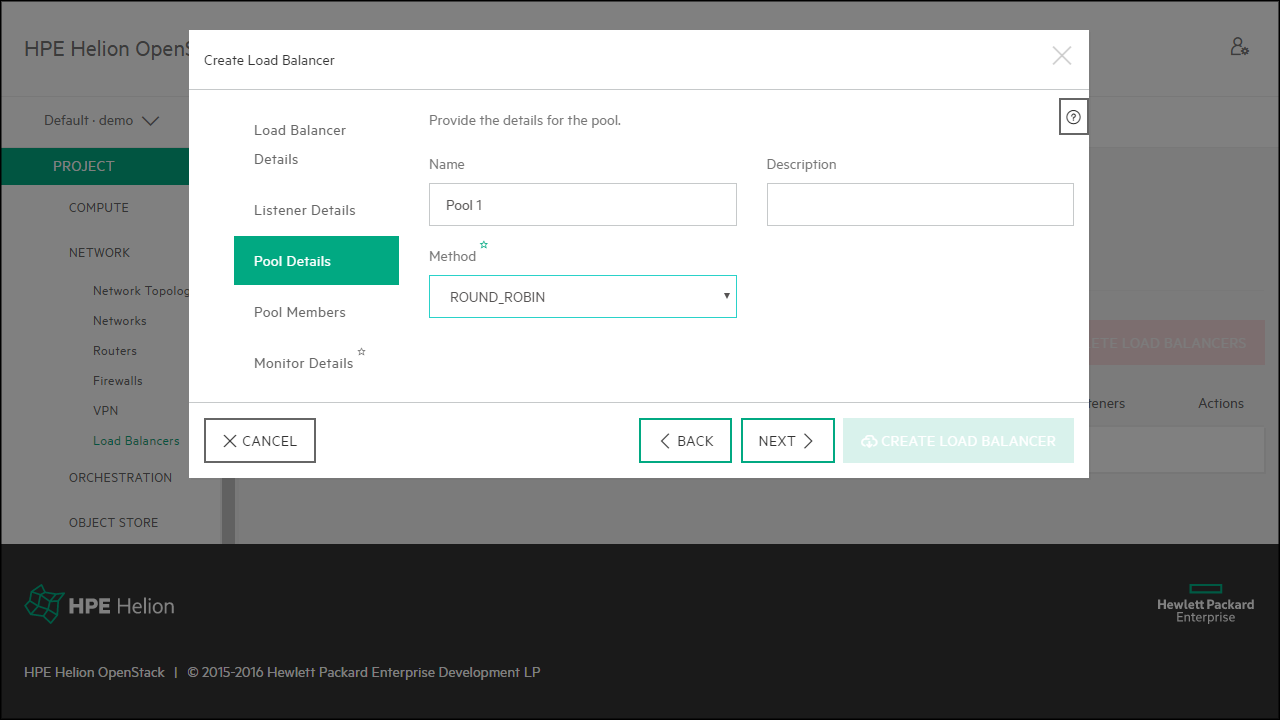 HPE Helion OpenS
Create Load Balancer
Default · demo
PROJECT
COMPUTE
NETWORK
Network Topolog
Networks
Routers
Firewalls
VPN
Load Balancers
ORCHESTRATION
OBJECT STORE
Load Balancer
Details
Listener Details
Pool Details
Pool Members
Monitor Details
Provide the details for the pool.
Name
Description
Pool 1
Method
ROUND_ROBIN
ETE LOAD BALANCERS
teners
Actions
CANCEL
BACK
NEXT
CREATE LOAD BALANCER
HPE Helion
Hewlett Packard
Enterprise
HPE Helion OpenStack | © 2015-2016 Hewlett Packard Enterprise Development LP